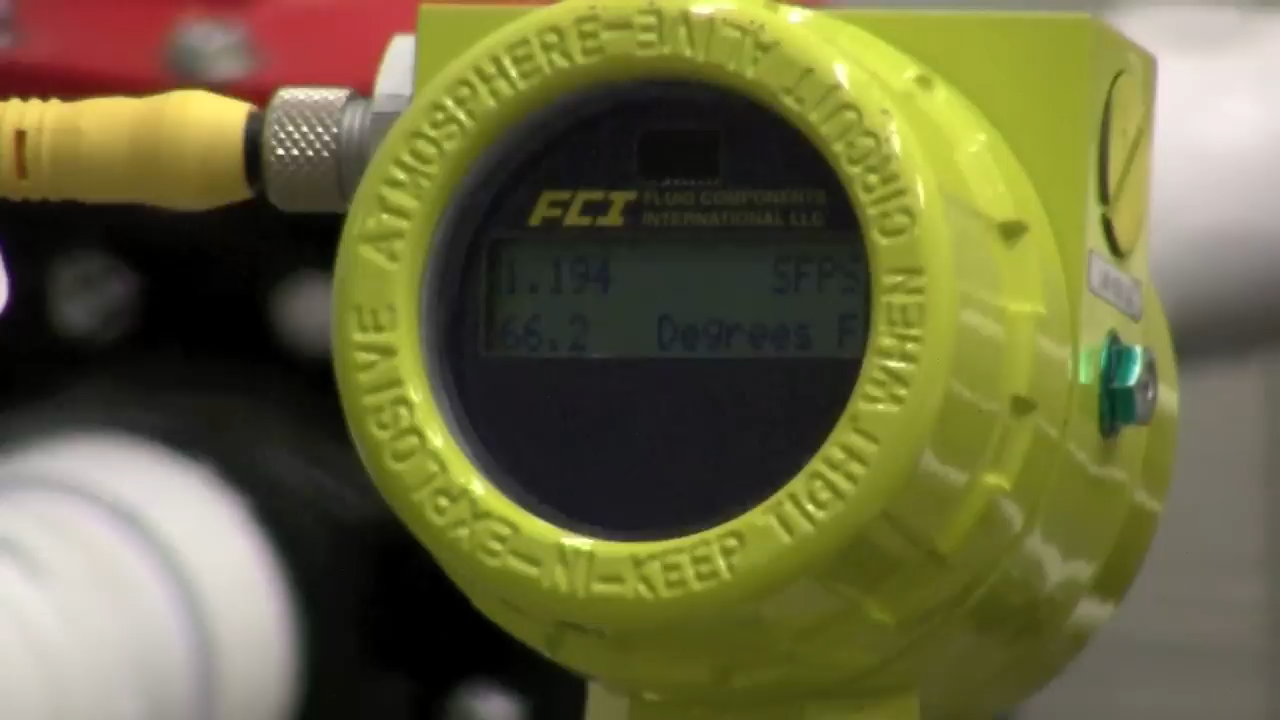 FCI
FLUID COMPONENTS
INTERNATIONAL LLC
1.194 SFPS
66.2 Degrees F
CIRCUIT ALIVE-KEEP TIGHT WHEN
EXPLOSIVE ATMOSPHERE-
IN-